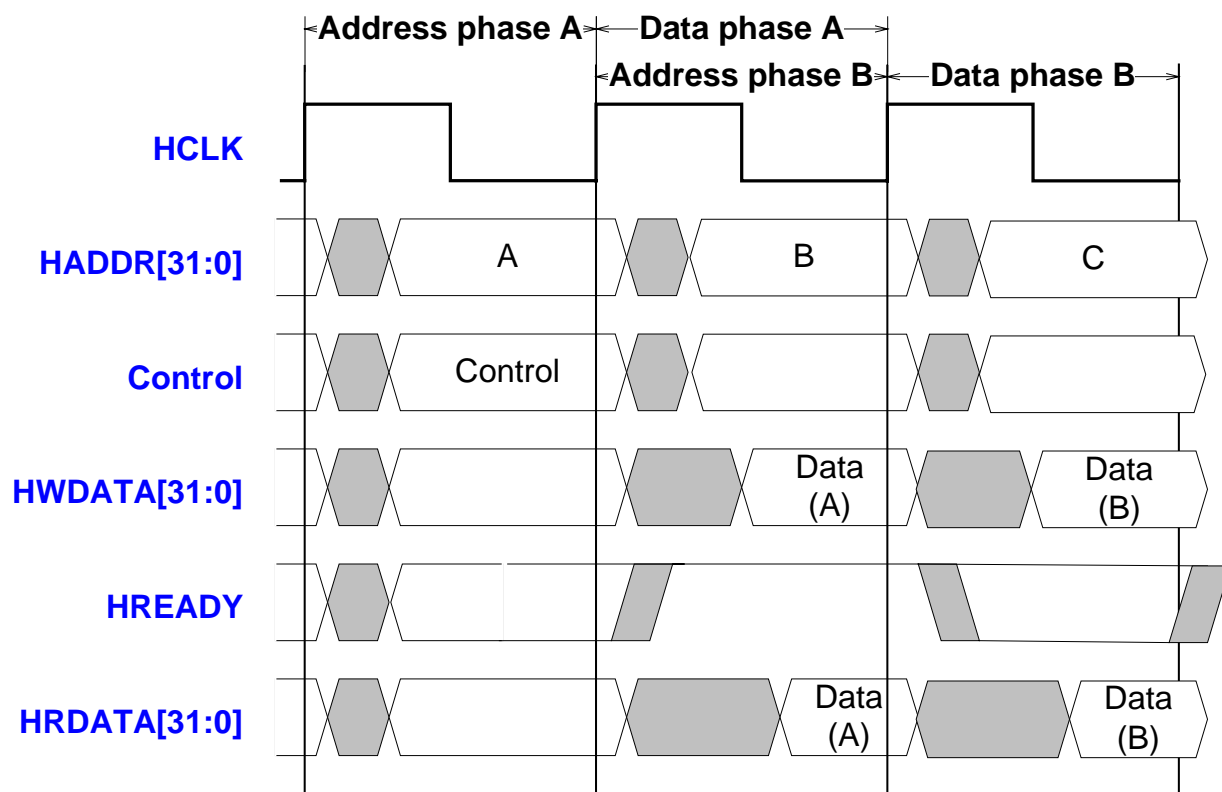 Address phase A Data phase A
Address phase B Data phase B
HCLK
HADDR[31:0] A B C
Control Control
HWDATA[31:0] Data (A) Data (B)
HREADY
HRDATA[31:0] Data (A) Data (B)